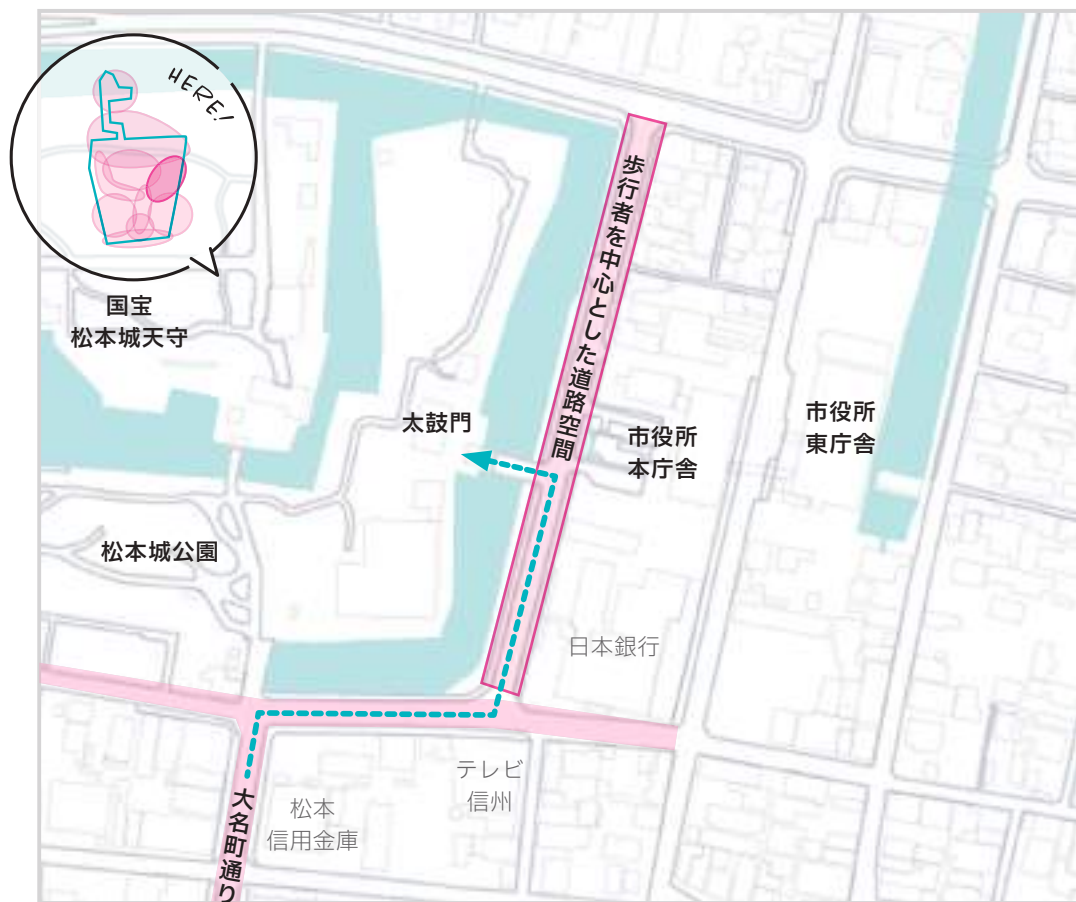 HERE!
歩行者を中心とした道路空間
国宝
松本城天守
太鼓門
市役所
本庁舎
市役所
東庁舎
松本城公園
日本銀行
テレビ
信州
大名町通り
松本
信用金庫